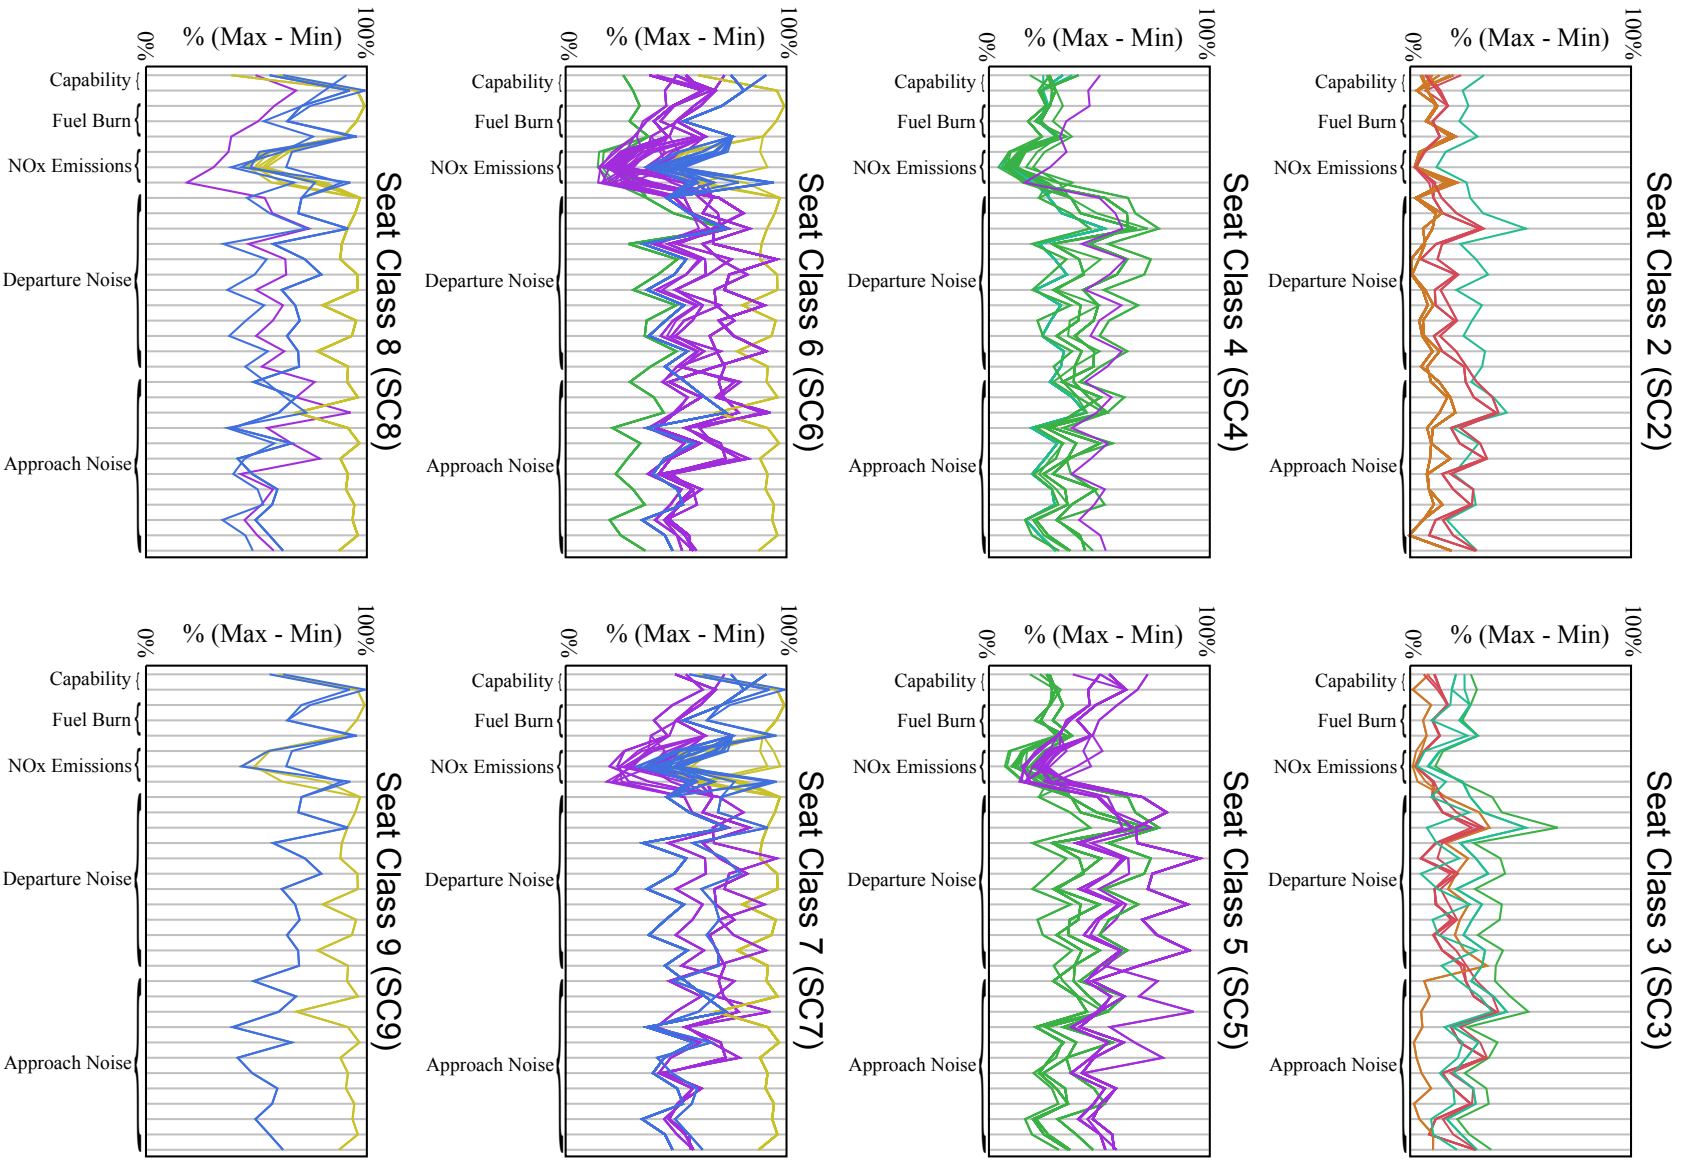 Seat Class 2 (SC2)
100%
% (Max - Min)
0%
Capability
Fuel Burn
NOx Emissions
Departure Noise
Approach Noise
Seat Class 3 (SC3)
100%
% (Max - Min)
0%
Capability
Fuel Burn
NOx Emissions
Departure Noise
Approach Noise
Seat Class 4 (SC4)
100%
% (Max - Min)
0%
Capability
Fuel Burn
NOx Emissions
Departure Noise
Approach Noise
Seat Class 5 (SC5)
100%
% (Max - Min)
0%
Capability
Fuel Burn
NOx Emissions
Departure Noise
Approach Noise
Seat Class 6 (SC6)
100%
% (Max - Min)
0%
Capability
Fuel Burn
NOx Emissions
Departure Noise
Approach Noise
Seat Class 7 (SC7)
100%
% (Max - Min)
0%
Capability
Fuel Burn
NOx Emissions
Departure Noise
Approach Noise
Seat Class 8 (SC8)
100%
% (Max - Min)
0%
Capability
Fuel Burn
NOx Emissions
Departure Noise
Approach Noise
Seat Class 9 (SC9)
100%
% (Max - Min)
0%
Capability
Fuel Burn
NOx Emissions
Departure Noise
Approach Noise